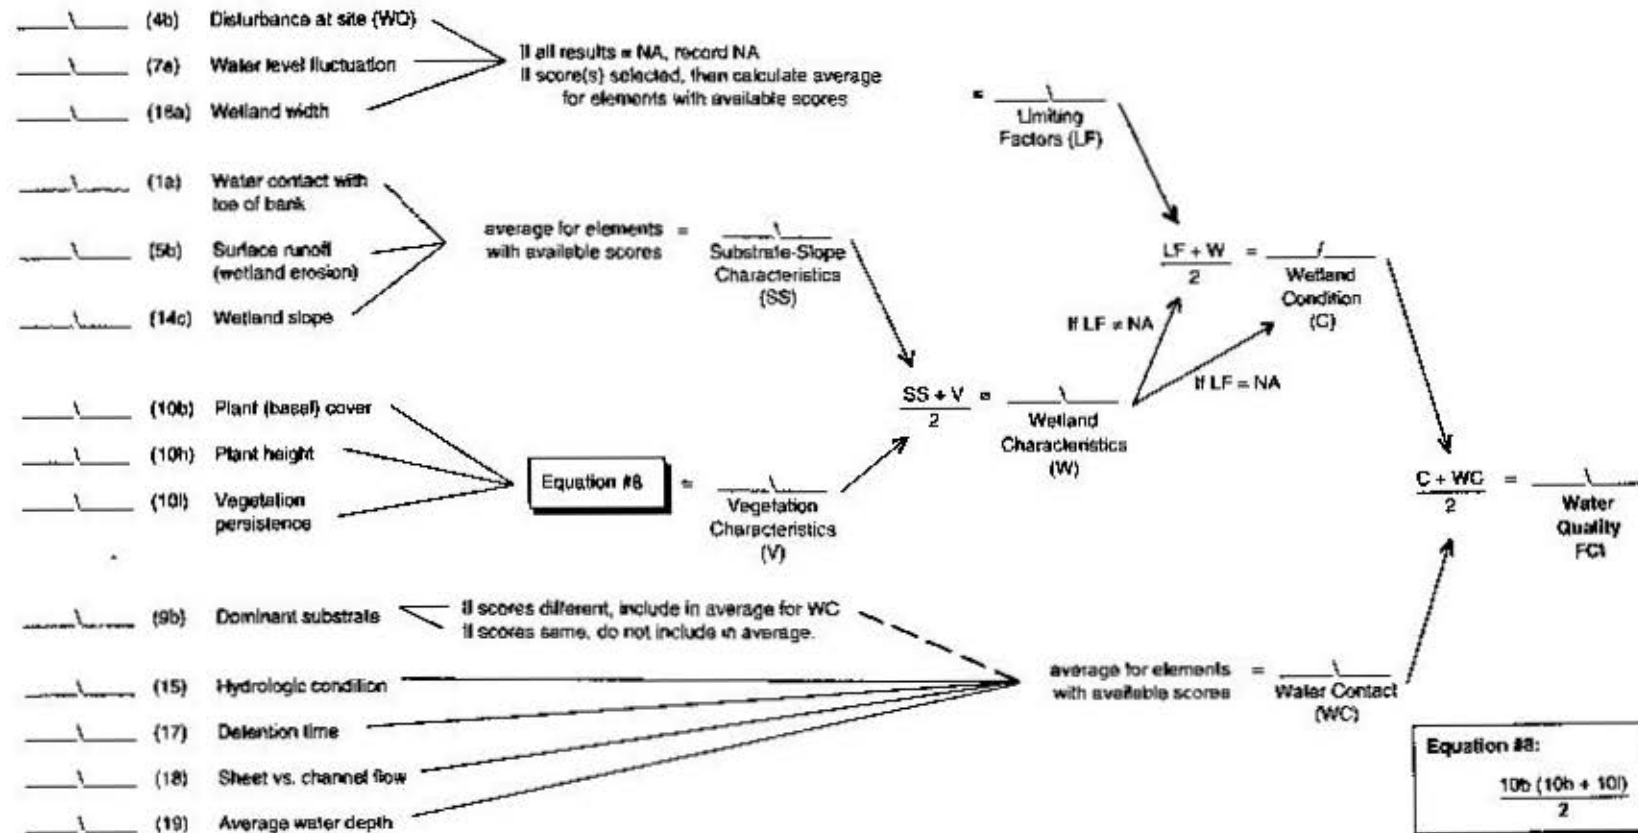 (4b) Disturbance at site (WQ)
(7a) Water level fluctuation
(16a) Wetland width
If all results = NA, record NA
If score(s) selected, then calculate average
for elements with available scores
=
Limiting
Factors (LF)
(1a) Water contact with
toe of bank
(5b) Surface runoff
(wetland erosion)
(14c) Wetland slope
average for elements =
with available scores
Substrate-Slope
Characteristics
(SS)
LF + W =
2
Wetland
Condition
(C)
If LF ≠ NA
If LF = NA
(10b) Plant (basal) cover
(10h) Plant height
(10l) Vegetation
persistence
Equation #8 =
Vegetation
Characteristics
(V)
SS + V =
2
Wetland
Characteristics
(W)
C + WC =
2
Water
Quality
FCI
(9b) Dominant substrate
If scores different, include in average for WC
If scores same, do not include in average.
(15) Hydrologic condition
(17) Detention time
(18) Sheet vs. channel flow
(19) Average water depth
average for elements =
with available scores
Water Contact
(WC)
Equation #8:
10b (10h + 10l)
2